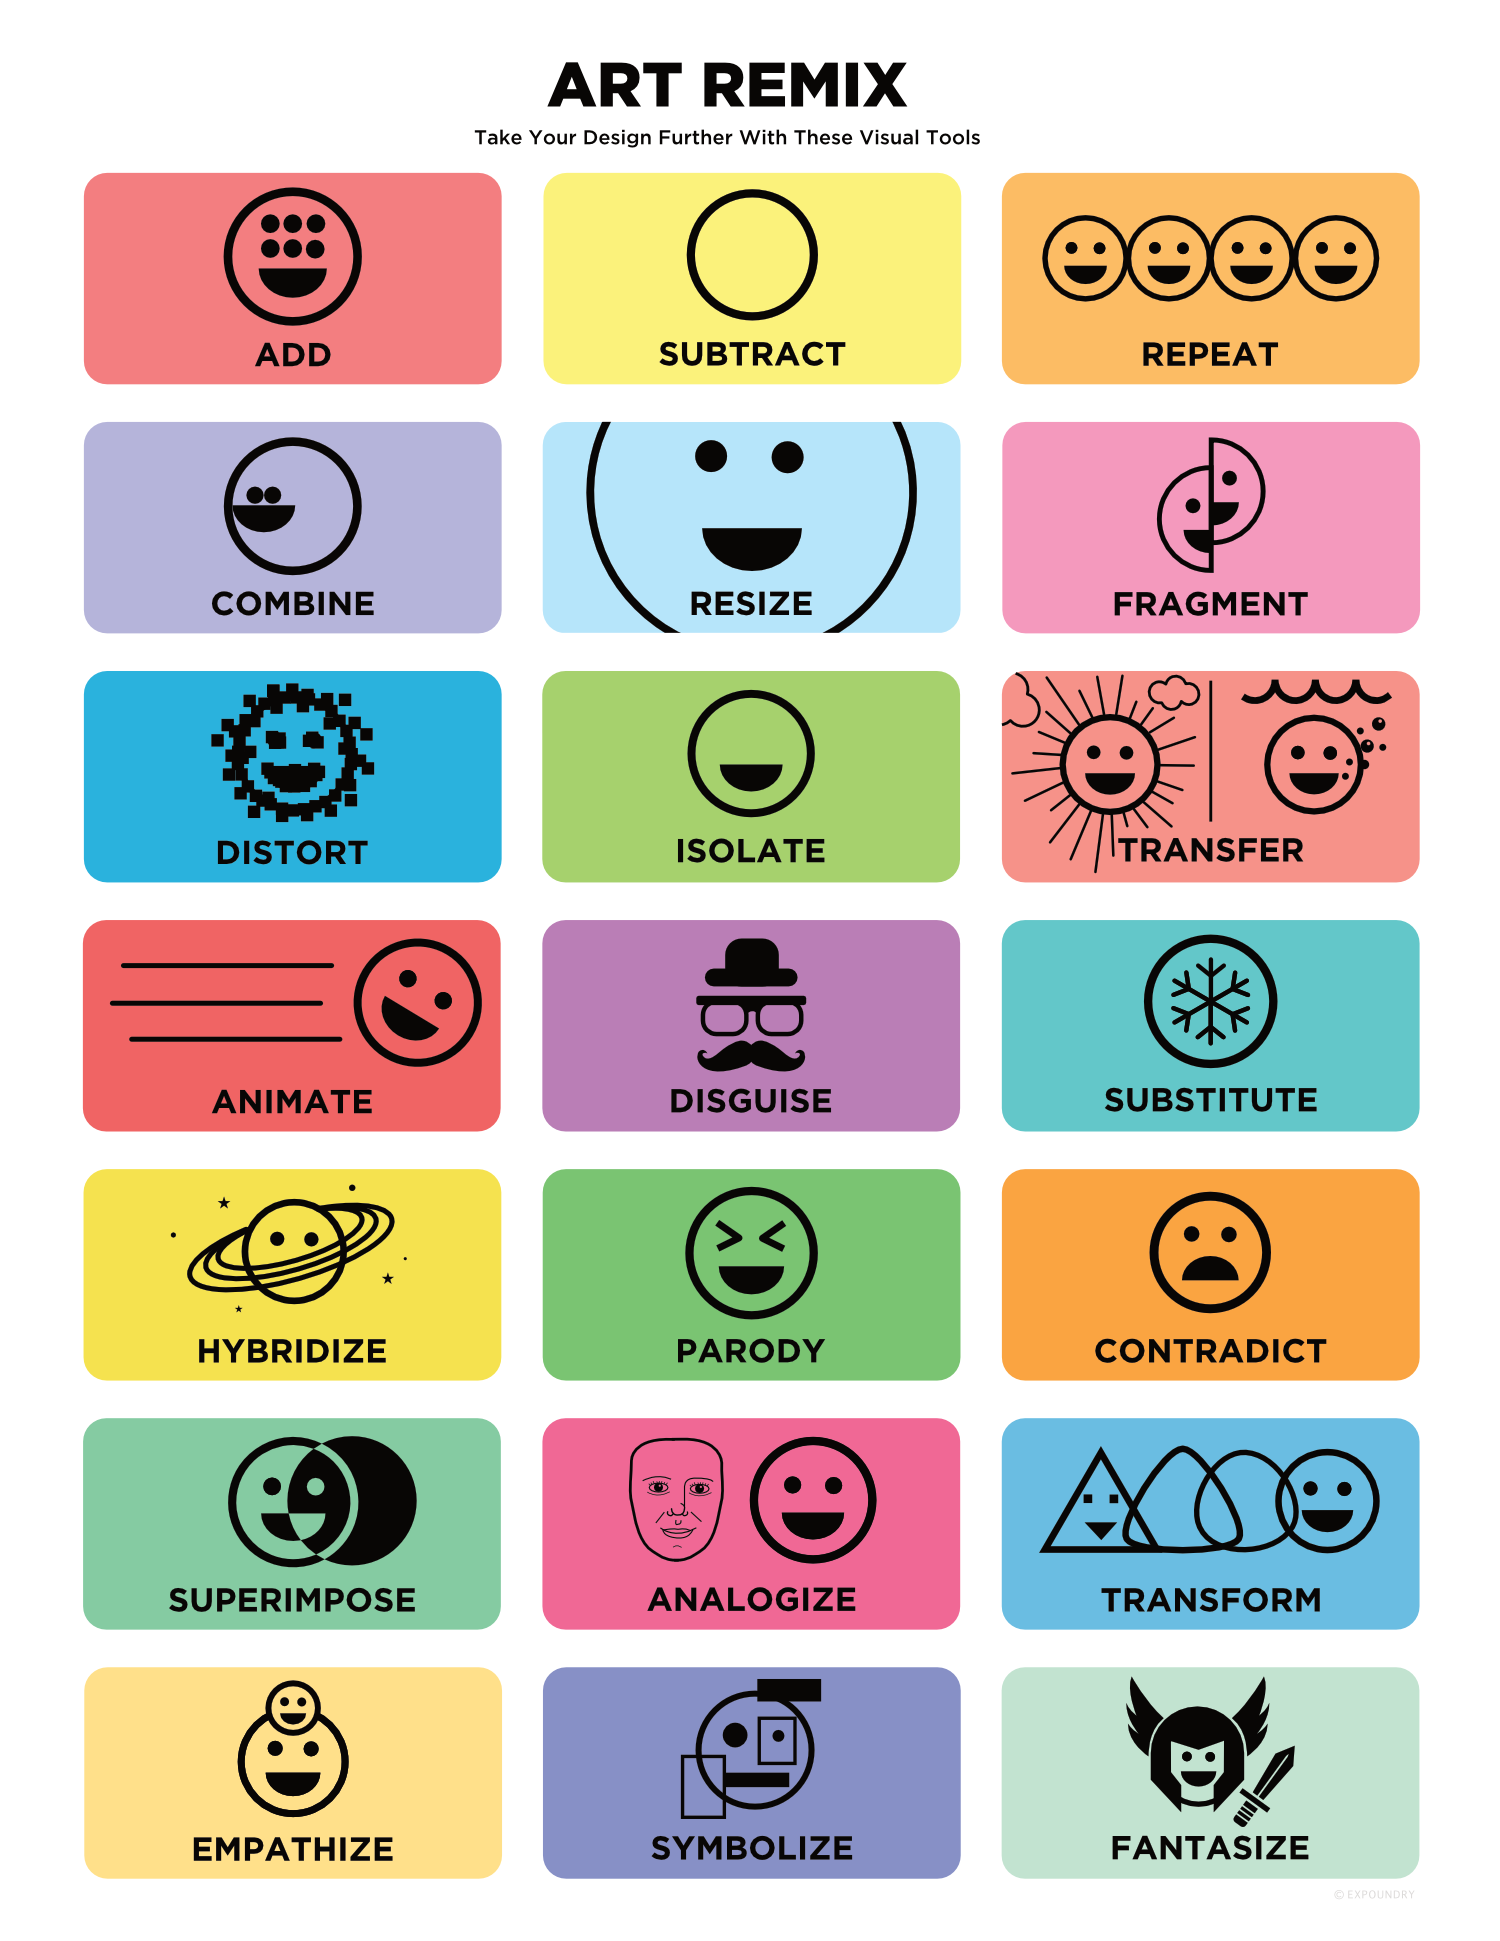 ART REMIX
Take Your Design Further With These Visual Tools
ADD
SUBTRACT
REPEAT
COMBINE
RESIZE
FRAGMENT
DISTORT
ISOLATE
TRANSFER
ANIMATE
DISGUISE
SUBSTITUTE
HYBRIDIZE
PARODY
CONTRADICT
SUPERIMPOSE
ANALOGIZE
TRANSFORM
EMPATHIZE
SYMBOLIZE
FANTASIZE
© EXPOUNDRY